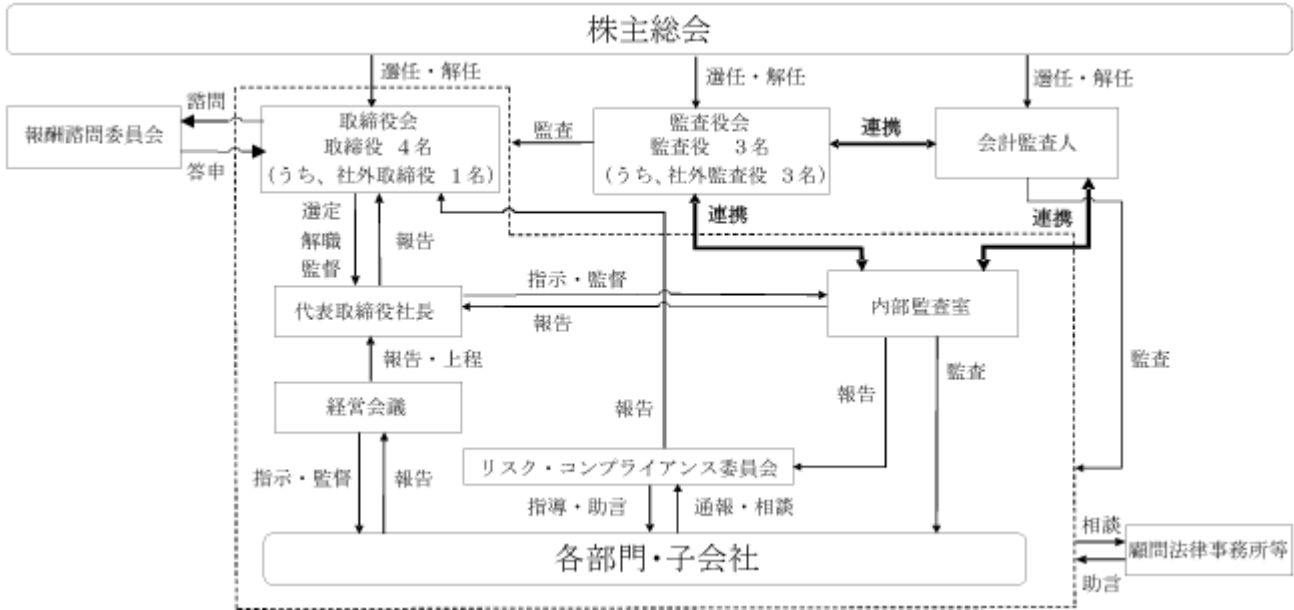 株主総会
選任・解任
選任・解任
選任・解任
諮問
報酬諮問委員会
答申
取締役会
取締役 4名
(うち、社外取締役 1名)
監査
監査役会
監査役 3名
(うち、社外監査役 3名)
連携
会計監査人
選定
解職
監督
報告
連携
連携
代表取締役社長
指示・監督
報告
内部監査室
報告・上程
監査
報告
監査
経営会議
報告
指示・監督
報告
リスク・コンプライアンス委員会
指導・助言
通報・相談
各部門・子会社
相談
顧問法律事務所等
助言